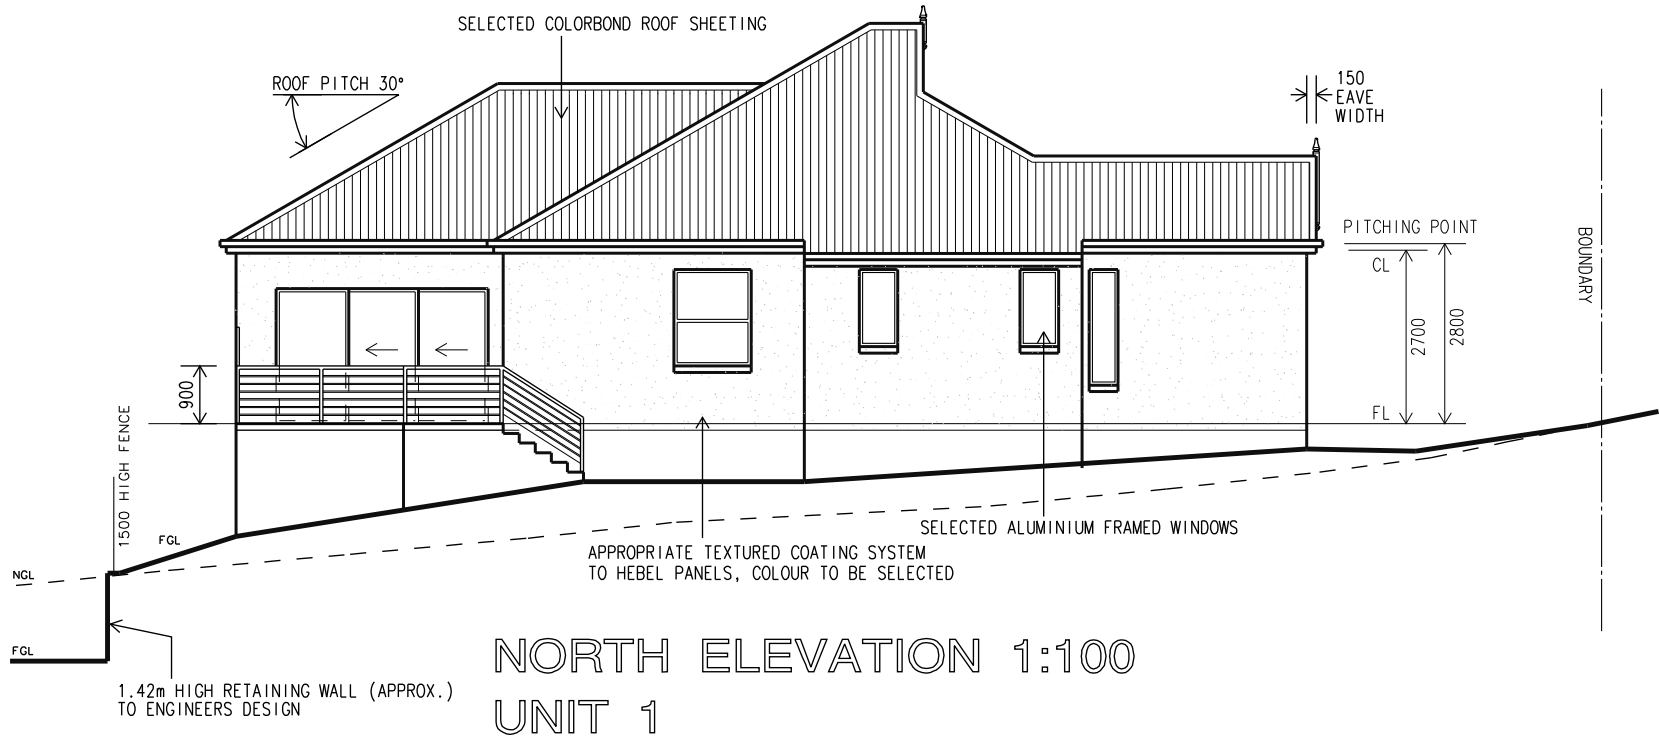 SELECTED COLORBOND ROOF SHEETING
ROOF PITCH 30°
150
EAVE
WIDTH
PITCHING POINT
CL
BOUNDARY
2700
2800
FL
900
1500 HIGH FENCE
FGL
NGL
FGL
SELECTED ALUMINIUM FRAMED WINDOWS
APPROPRIATE TEXTURED COATING SYSTEM
TO HEBEL PANELS, COLOUR TO BE SELECTED
1.42m HIGH RETAINING WALL (APPROX.)
TO ENGINEERS DESIGN
NORTH ELEVATION 1:100
UNIT 1